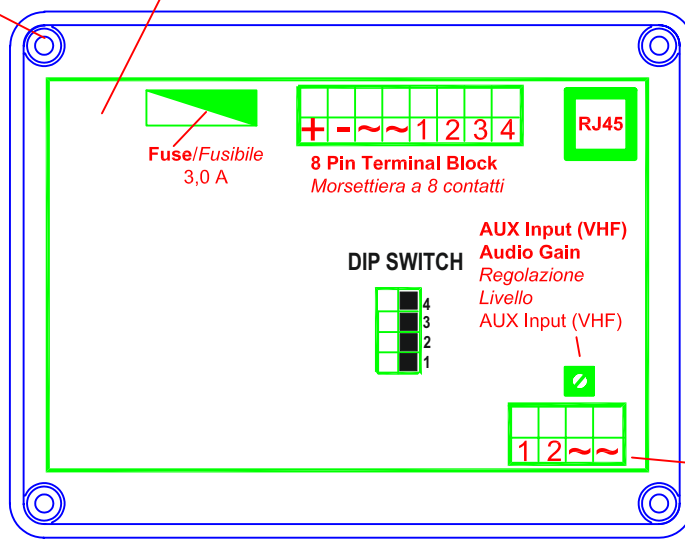 + - ~ ~ 1 2 3 4
RJ45
Fuse/Fusibile
3,0 A
8 Pin Terminal Block
Morsettiera a 8 contatti
AUX Input (VHF)
Audio Gain
Regolazione
Livello
AUX Input (VHF)
DIP SWITCH
4
3
2
1
1 2 ~ ~